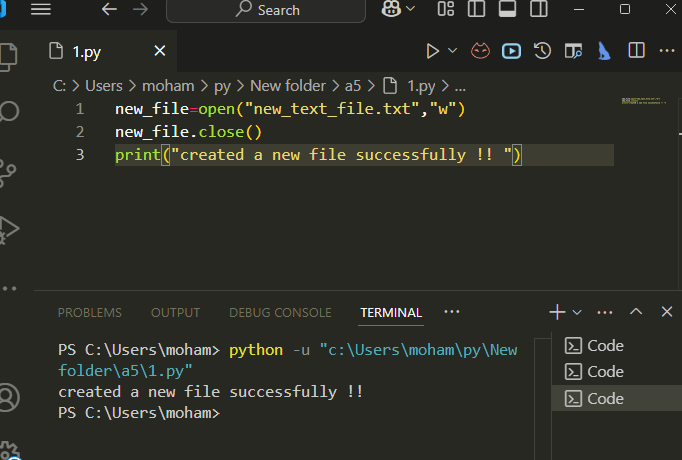 Search
1.py
C: > Users > moham > py > New folder > a5 > 1.py > ...
1 new_file=open("new_text_file.txt","w")
2 new_file.close()
3 print("created a new file successfully !! ")
PROBLEMS OUTPUT DEBUG CONSOLE TERMINAL ...
PS C:\Users\moham> python -u "c:\Users\moham\py\New
folder\a5\1.py"
created a new file successfully !!
PS C:\Users\moham>
Code
Code
Code